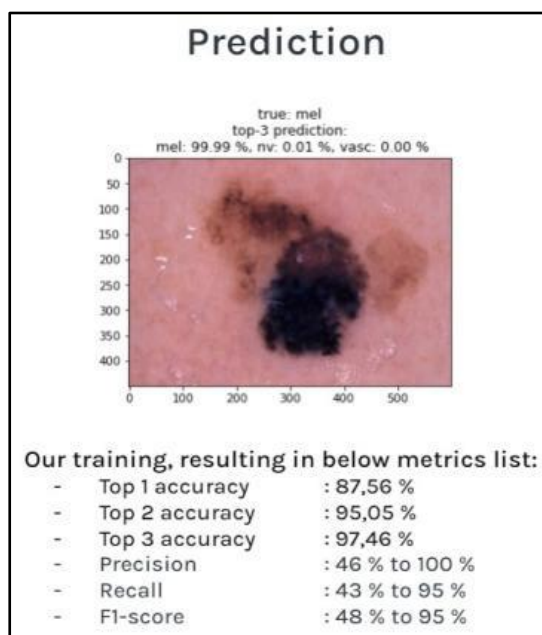 Prediction
true: mel
top-3 prediction:
mel: 99.99 %, nv: 0.01 %, vasc: 0.00 %
0
50
100
150
200
250
300
350
400
0 100 200 300 400 500
Our training, resulting in below metrics list:
- Top 1 accuracy : 87,56 %
- Top 2 accuracy : 95,05 %
- Top 3 accuracy : 97,46 %
- Precision : 46 % to 100 %
- Recall : 43 % to 95 %
- F1-score : 48 % to 95 %